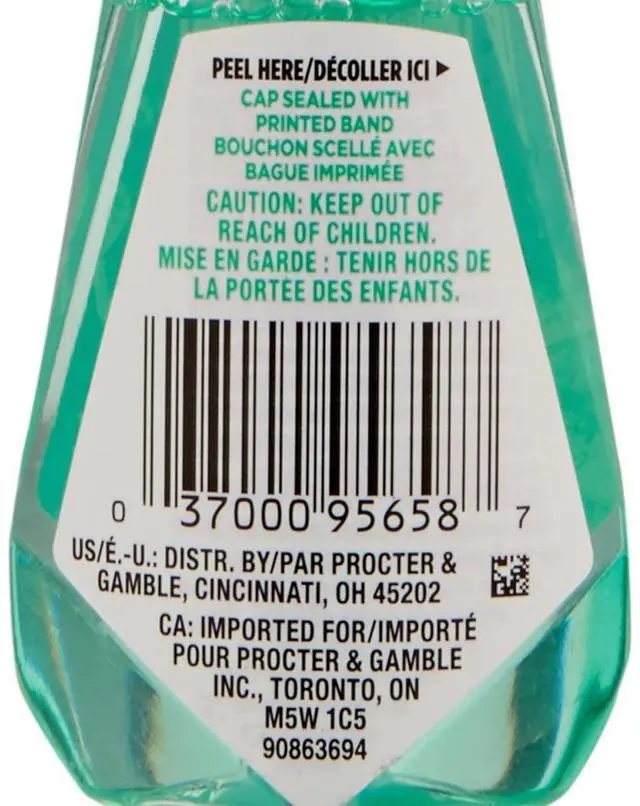 PEEL HERE/DÉCOLLER ICI ▶
CAP SEALED WITH
PRINTED BAND
BOUCHON SCELLÉ AVEC
BAGUE IMPRIMÉE
CAUTION: KEEP OUT OF
REACH OF CHILDREN.
MISE EN GARDE : TENIR HORS DE
LA PORTÉE DES ENFANTS.
0 37000 95658 7
US/É.-U.: DISTR. BY/PAR PROCTER &
GAMBLE, CINCINNATI, OH 45202
CA: IMPORTED FOR/IMPORTÉ
POUR PROCTER & GAMBLE
INC., TORONTO, ON
M5W 1C5
90863694